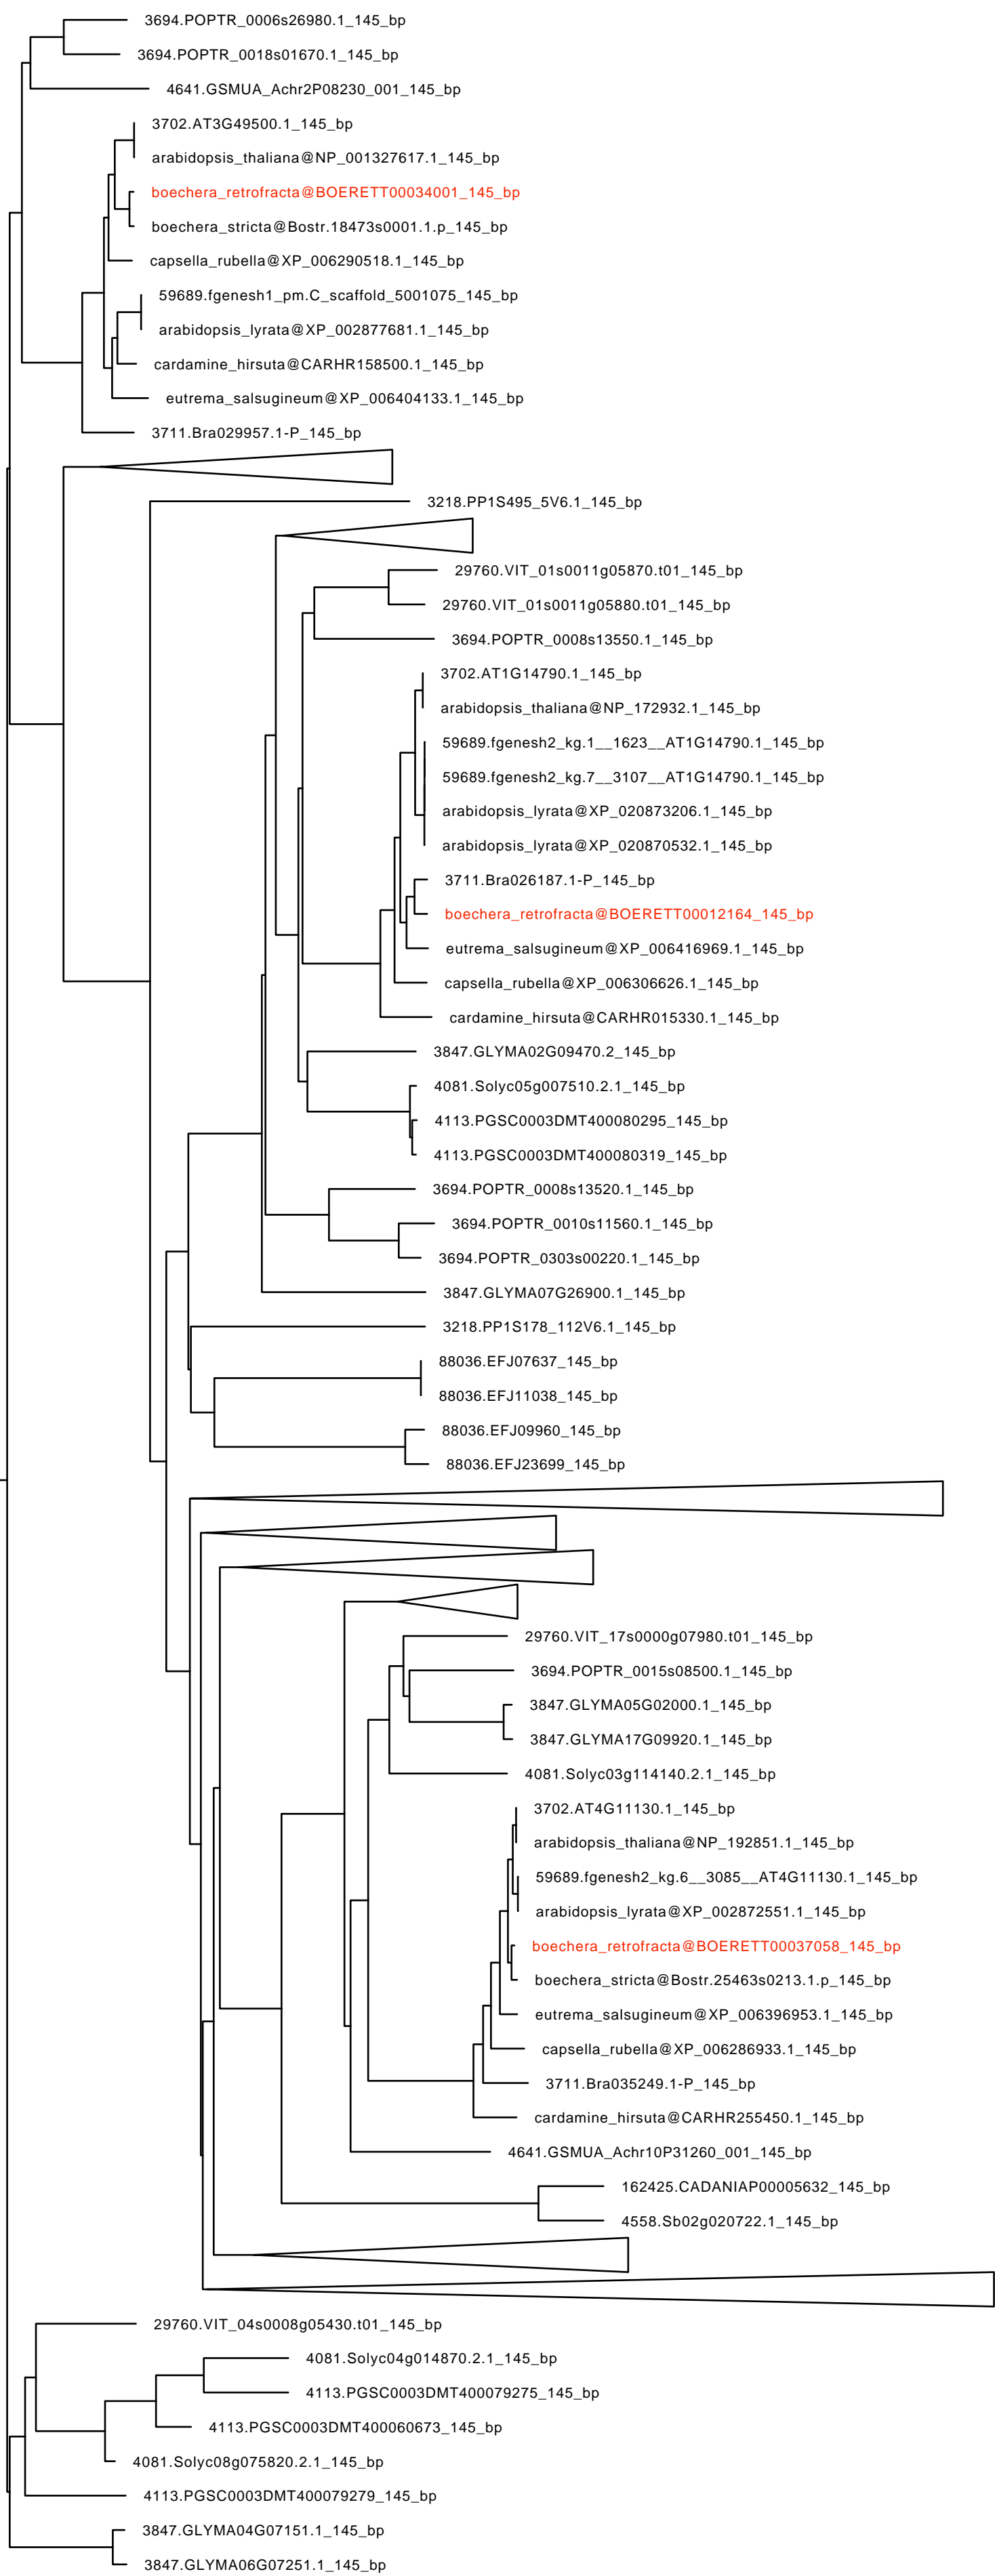 3694.POPTR_0006s26980.1_145_bp
3694.POPTR_0018s01670.1_145_bp
4641.GSMUA_Achr2P08230_001_145_bp
3702.AT3G49500.1_145_bp
arabidopsis_thaliana@NP_001327617.1_145_bp
boechera_retrofracta@BOERETT00034001_145_bp
boechera_stricta@Bostr.18473s0001.1.p_145_bp
capsella_rubella@XP_006290518.1_145_bp
59689.fgenesh1_pm.C_scaffold_5001075_145_bp
arabidopsis_lyrata@XP_002877681.1_145_bp
cardamine_hirsuta@CARHR158500.1_145_bp
eutrema_salsugineum@XP_006404133.1_145_bp
3711.Bra029957.1-P_145_bp
3218.PP1S495_5V6.1_145_bp
29760.VIT_01s0011g05870.t01_145_bp
29760.VIT_01s0011g05880.t01_145_bp
3694.POPTR_0008s13550.1_145_bp
3702.AT1G14790.1_145_bp
arabidopsis_thaliana@NP_172932.1_145_bp
59689.fgenesh2_kg.1__1623__AT1G14790.1_145_bp
59689.fgenesh2_kg.7__3107__AT1G14790.1_145_bp
arabidopsis_lyrata@XP_020873206.1_145_bp
arabidopsis_lyrata@XP_020870532.1_145_bp
3711.Bra026187.1-P_145_bp
boechera_retrofracta@BOERETT00012164_145_bp
eutrema_salsugineum@XP_006416969.1_145_bp
capsella_rubella@XP_006306626.1_145_bp
cardamine_hirsuta@CARHR015330.1_145_bp
3847.GLYMA02G09470.2_145_bp
4081.Solyc05g007510.2.1_145_bp
4113.PGSC0003DMT400080295_145_bp
4113.PGSC0003DMT400080319_145_bp
3694.POPTR_0008s13520.1_145_bp
3694.POPTR_0010s11560.1_145_bp
3694.POPTR_0303s00220.1_145_bp
3847.GLYMA07G26900.1_145_bp
3218.PP1S178_112V6.1_145_bp
88036.EFJ07637_145_bp
88036.EFJ11038_145_bp
88036.EFJ09960_145_bp
88036.EFJ23699_145_bp
29760.VIT_17s0000g07980.t01_145_bp
3694.POPTR_0015s08500.1_145_bp
3847.GLYMA05G02000.1_145_bp
3847.GLYMA17G09920.1_145_bp
4081.Solyc03g114140.2.1_145_bp
3702.AT4G11130.1_145_bp
arabidopsis_thaliana@NP_192851.1_145_bp
59689.fgenesh2_kg.6__3085__AT4G11130.1_145_bp
arabidopsis_lyrata@XP_002872551.1_145_bp
boechera_retrofracta@BOERETT00037058_145_bp
boechera_stricta@Bostr.25463s0213.1.p_145_bp
eutrema_salsugineum@XP_006396953.1_145_bp
capsella_rubella@XP_006286933.1_145_bp
3711.Bra035249.1-P_145_bp
cardamine_hirsuta@CARHR255450.1_145_bp
4641.GSMUA_Achr10P31260_001_145_bp
162425.CADANIAP00005632_145_bp
4558.Sb02g020722.1_145_bp
29760.VIT_04s0008g05430.t01_145_bp
4081.Solyc04g014870.2.1_145_bp
4113.PGSC0003DMT400079275_145_bp
4113.PGSC0003DMT400060673_145_bp
4081.Solyc08g075820.2.1_145_bp
4113.PGSC0003DMT400079279_145_bp
3847.GLYMA04G07151.1_145_bp
3847.GLYMA06G07251.1_145_bp